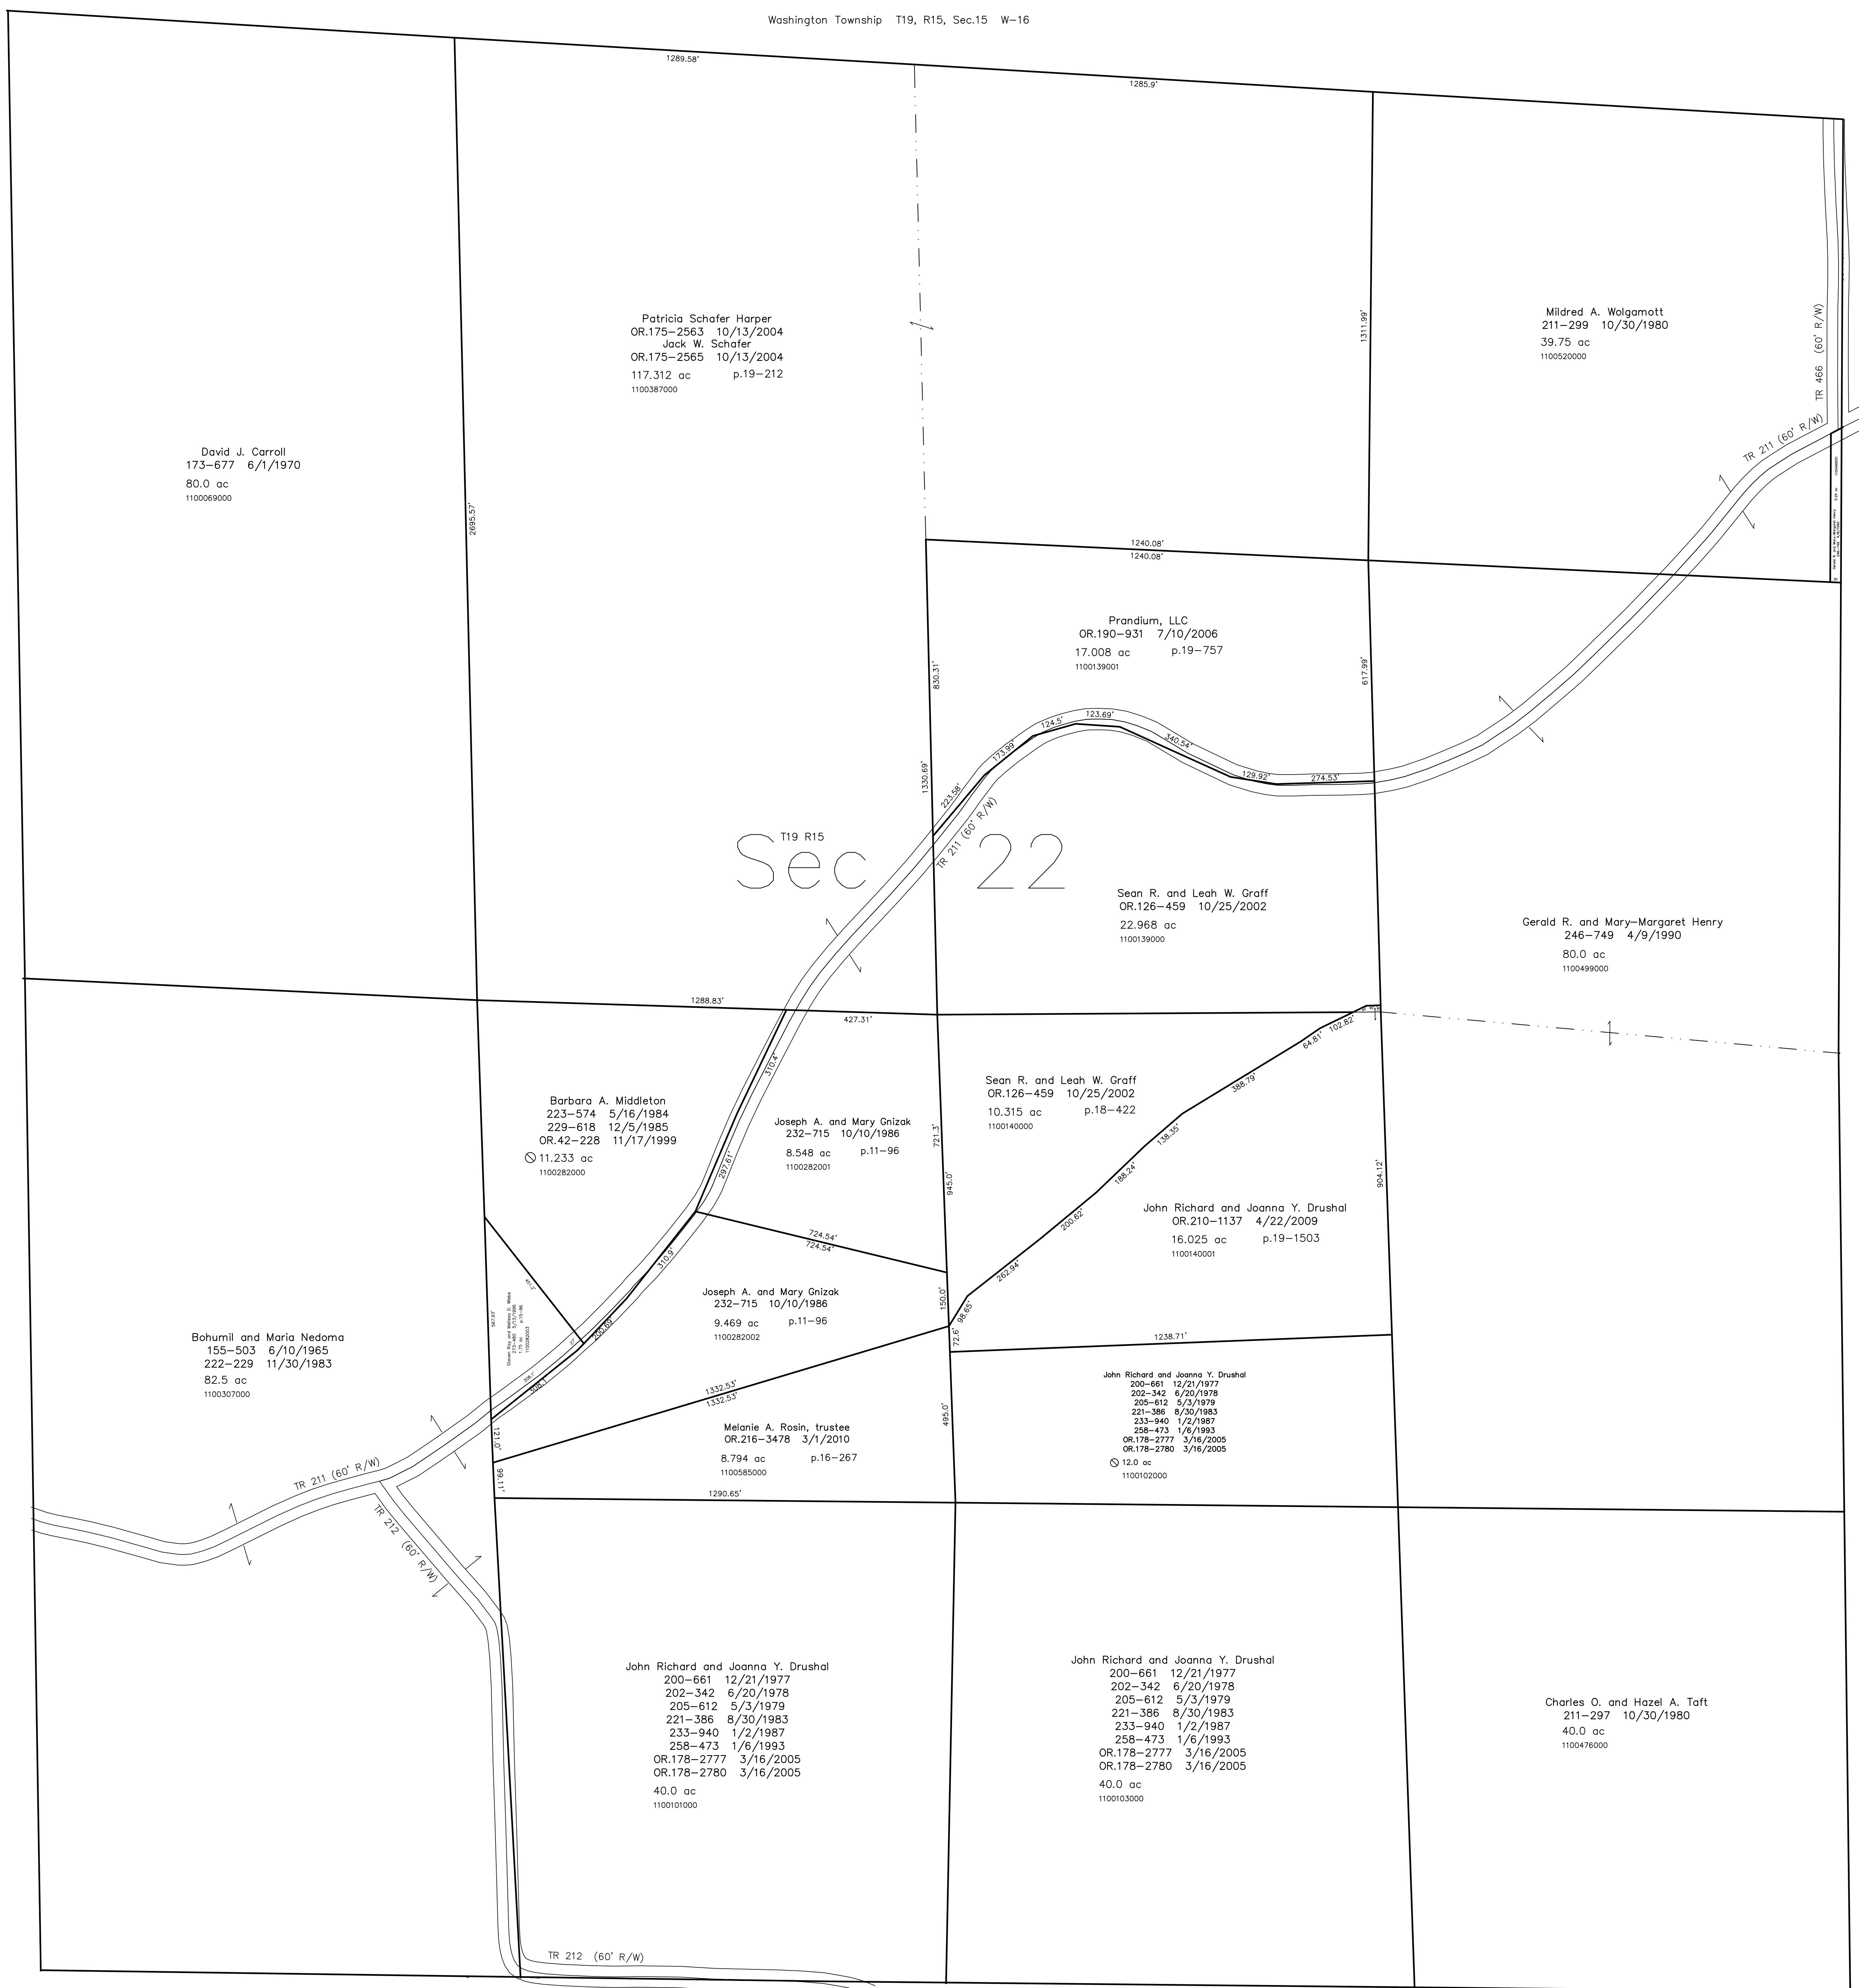 Washington Township T19, R15, Sec.15 W-16
1289.58'
1285.9'
Patricia Schafer Harper
OR.175-2563 10/13/2004
Jack W. Schafer
OR.175-2565 10/13/2004
117.312 ac p.19-212
1100387000
1311.99'
Mildred A. Wolgamott
211-299 10/30/1980
39.75 ac
1100520000
TR 466 (60' R/W)
TR 211 (60' R/W)
David J. Carroll
173-677 6/1/1970
80.0 ac
1100069000
2695.57'
1240.08'
1240.08'
Prandium, LLC
OR.190-931 7/10/2006
17.008 ac p.19-757
1100139001
830.31'
617.99'
1330.69'
223.58'
173.99'
124.5'
123.69'
340.54'
129.92'
274.53'
TR 211 (60' R/W)
T19 R15
Sec 22
Sean R. and Leah W. Graff
OR.126-459 10/25/2002
22.968 ac
1100139000
Gerald R. and Mary-Margaret Henry
246-749 4/9/1990
80.0 ac
1100499000
1288.83'
427.31'
310.4'
297.61'
Barbara A. Middleton
223-574 5/16/1984
229-618 12/5/1985
OR.42-228 11/17/1999
11.233 ac
1100282000
Joseph A. and Mary Gnizak
232-715 10/10/1986
8.548 ac p.11-96
1100282001
721.3'
945.0'
Sean R. and Leah W. Graff
OR.126-459 10/25/2002
10.315 ac p.18-422
1100140000
102.82'
64.81'
388.79'
138.35'
188.24'
200.62'
262.94'
98.65'
904.12'
John Richard and Joanna Y. Drushal
OR.210-1137 4/22/2009
16.025 ac p.19-1503
1100140001
724.54'
724.54'
310.9'
200.69'
Joseph A. and Mary Gnizak
232-715 10/10/1986
9.469 ac p.11-96
1100282002
150.0'
72.6'
1238.71'
567.93'
1.75 ac p.15-86
1100282003
308.1'
308.1'
Bohumil and Maria Nedoma
155-503 6/10/1965
222-229 11/30/1983
82.5 ac
1100307000
1332.53'
1332.53'
Melanie A. Rosin, trustee
OR.216-3478 3/1/2010
8.794 ac p.16-267
1100585000
121.0'
99.11'
495.0'
1290.65'
John Richard and Joanna Y. Drushal
200-661 12/21/1977
202-342 6/20/1978
205-612 5/3/1979
221-386 8/30/1983
233-940 1/2/1987
258-473 1/6/1993
OR.178-2777 3/16/2005
OR.178-2780 3/16/2005
12.0 ac
1100102000
TR 211 (60' R/W)
TR 212 (60' R/W)
John Richard and Joanna Y. Drushal
200-661 12/21/1977
202-342 6/20/1978
205-612 5/3/1979
221-386 8/30/1983
233-940 1/2/1987
258-473 1/6/1993
OR.178-2777 3/16/2005
OR.178-2780 3/16/2005
40.0 ac
1100101000
John Richard and Joanna Y. Drushal
200-661 12/21/1977
202-342 6/20/1978
205-612 5/3/1979
221-386 8/30/1983
233-940 1/2/1987
258-473 1/6/1993
OR.178-2777 3/16/2005
OR.178-2780 3/16/2005
40.0 ac
1100103000
Charles O. and Hazel A. Taft
211-297 10/30/1980
40.0 ac
1100476000
TR 212 (60' R/W)